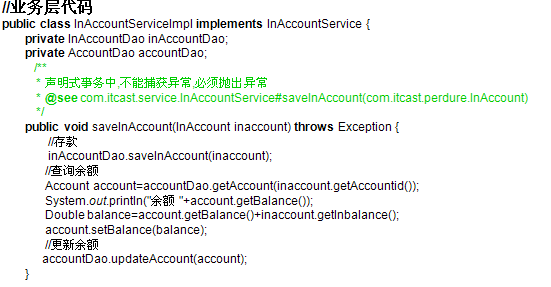 //业务层代码
public class InAccountServiceImpl implements InAccountService {
private InAccountDao inAccountDao;
private AccountDao accountDao;
/**
* 声明式事务中,不能捕获异常,必须抛出异常
* @see com.itcast.service.InAccountService#saveInAccount(com.itcast.perdure.InAccount)
*/
public void saveInAccount(InAccount inaccount) throws Exception {
//存款
inAccountDao.saveInAccount(inaccount);
//查询余额
Account account=accountDao.getAccount(inaccount.getAccountid());
System.out.println("余额 "+account.getBalance());
Double balance=account.getBalance()+inaccount.getInbalance();
account.setBalance(balance);
//更新余额
accountDao.updateAccount(account);
}